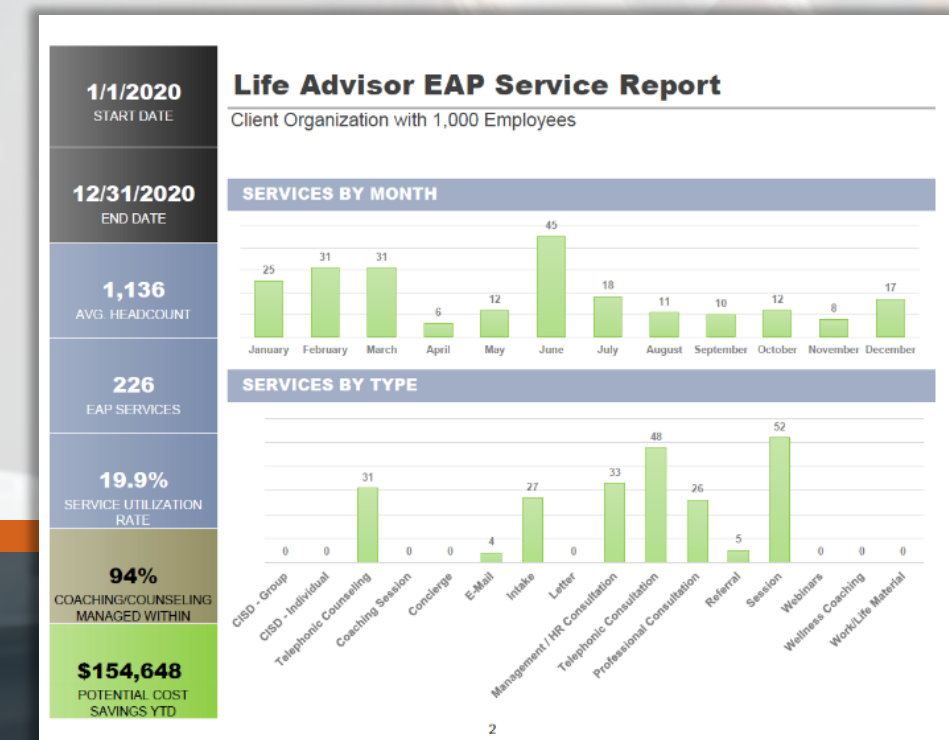 1/1/2020
START DATE
12/31/2020
END DATE
1,136
AVG. HEADCOUNT
226
EAP SERVICES
19.9%
SERVICE UTILIZATION
RATE
94%
COACHING/COUNSELING
MANAGED WITHIN
$154,648
POTENTIAL COST
SAVINGS YTD
Life Advisor EAP Service Report
Client Organization with 1,000 Employees
SERVICES BY MONTH
25 31 31 6 12 45 18 11 10 12 8 17
January February March April May June July August September October November December
SERVICES BY TYPE
0 0 31 0 0 4 27 0 33 48 26 5 52 0 0 0
CISD - Group
CISD - Individual
Telephonic Counseling
Coaching Session
Concierge
E-Mail
Intake
Letter
Management / HR Consultation
Telephonic Consultation
Professional Consultation
Referral
Session
Webinars
Wellness Coaching
Work/Life Material
2